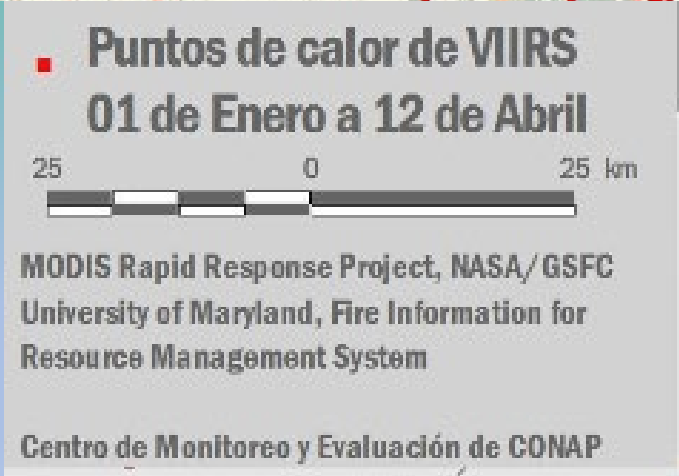 Puntos de calor de VIIRS
01 de Enero a 12 de Abril
25 0 25 km
MODIS Rapid Response Project, NASA/GSFC
University of Maryland, Fire Information for
Resource Management System
Centro de Monitoreo y Evaluación de CONAP